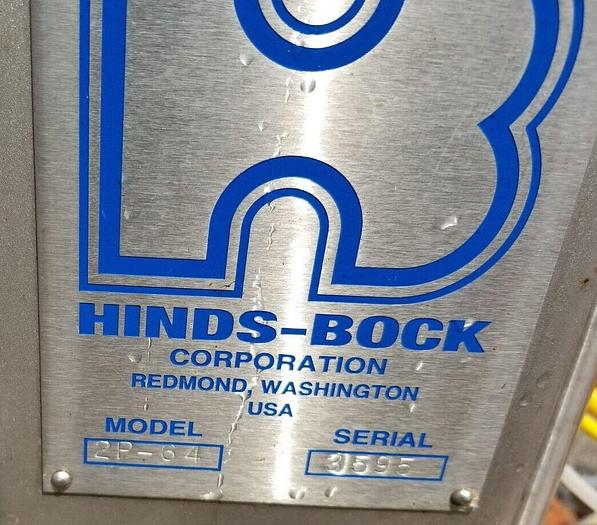 HINDS-BOCK
CORPORATION
REDMOND, WASHINGTON
USA
MODEL SERIAL
2P-64 3595